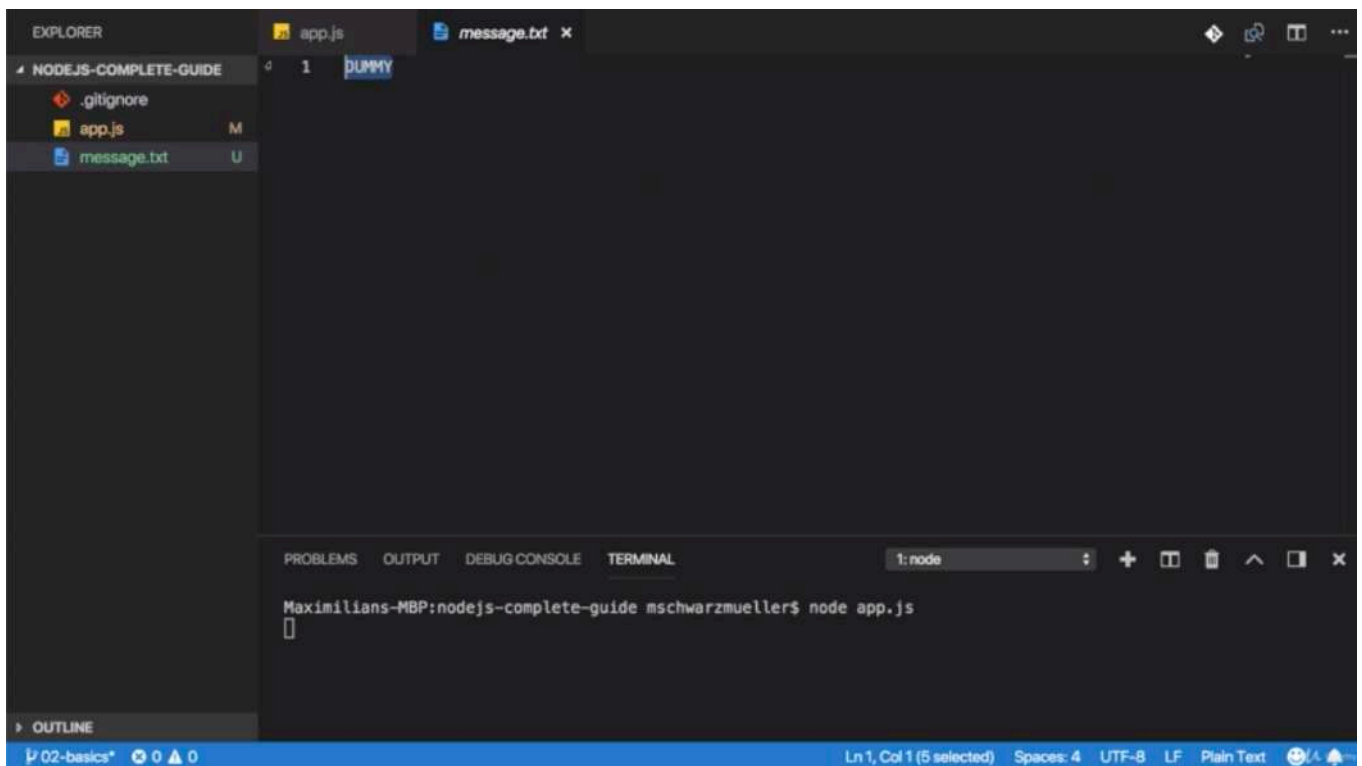 EXPLORER
app.js
message.txt ×
NODEJS-COMPLETE-GUIDE
1 DUMMY
.gitignore
app.js M
message.txt U
PROBLEMS OUTPUT DEBUG CONSOLE TERMINAL 1: node
Maximilians-MBP:nodejs-complete-guide mschwarzmueller$ node app.js
OUTLINE
02-basics* 0 0 Ln 1, Col 1 (5 selected) Spaces: 4 UTF-8 LF Plain Text